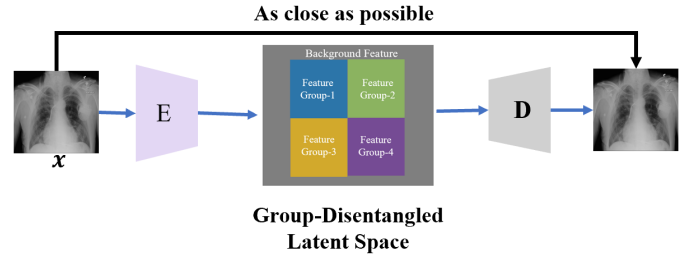 As close as possible
Background Feature
Feature
Group-1
Feature
Group-2
E
D
Feature
Group-3
Feature
Group-4
x
Group-Disentangled
Latent Space